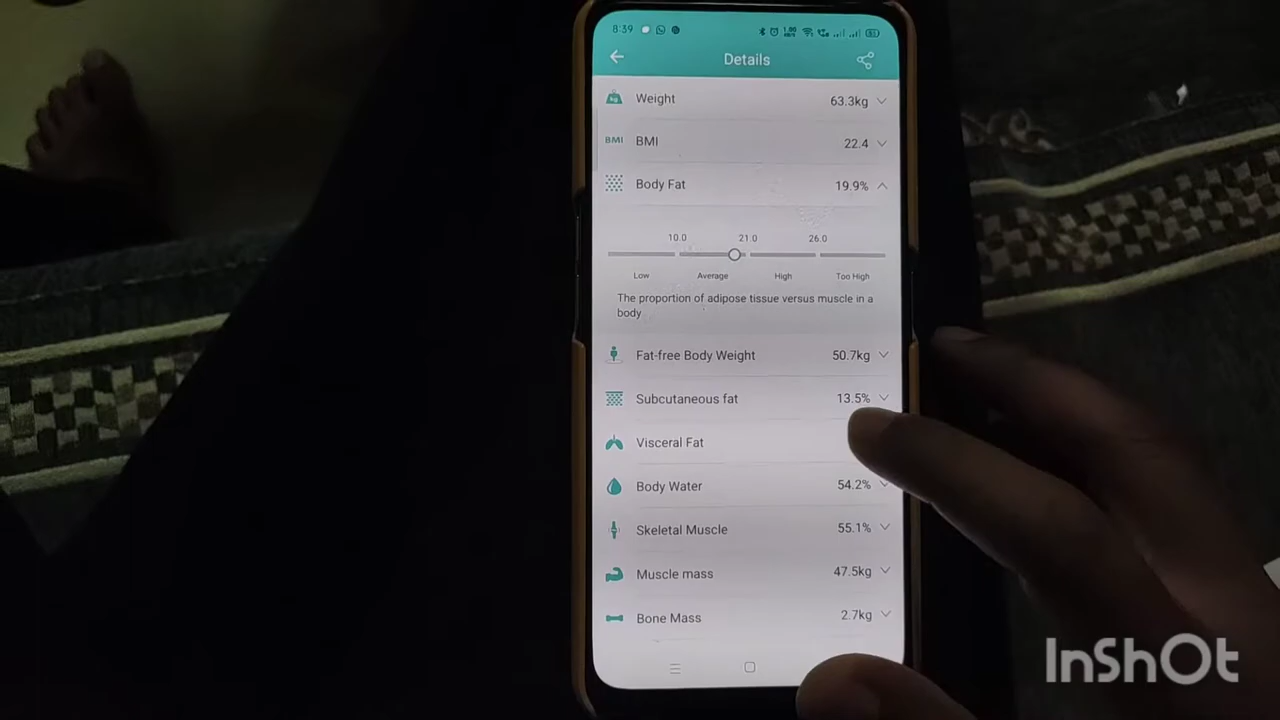 8:39
Details
Weight 63.3kg
BMI BMI 22.4
Body Fat 19.9%
10.0 21.0 26.0
Low Average High Too High
The proportion of adipose tissue versus muscle in a
body
Fat-free Body Weight 50.7kg
Subcutaneous fat 13.5%
Visceral Fat
Body Water 54.2%
Skeletal Muscle 55.1%
Muscle mass 47.5kg
Bone Mass 2.7kg
InShOt